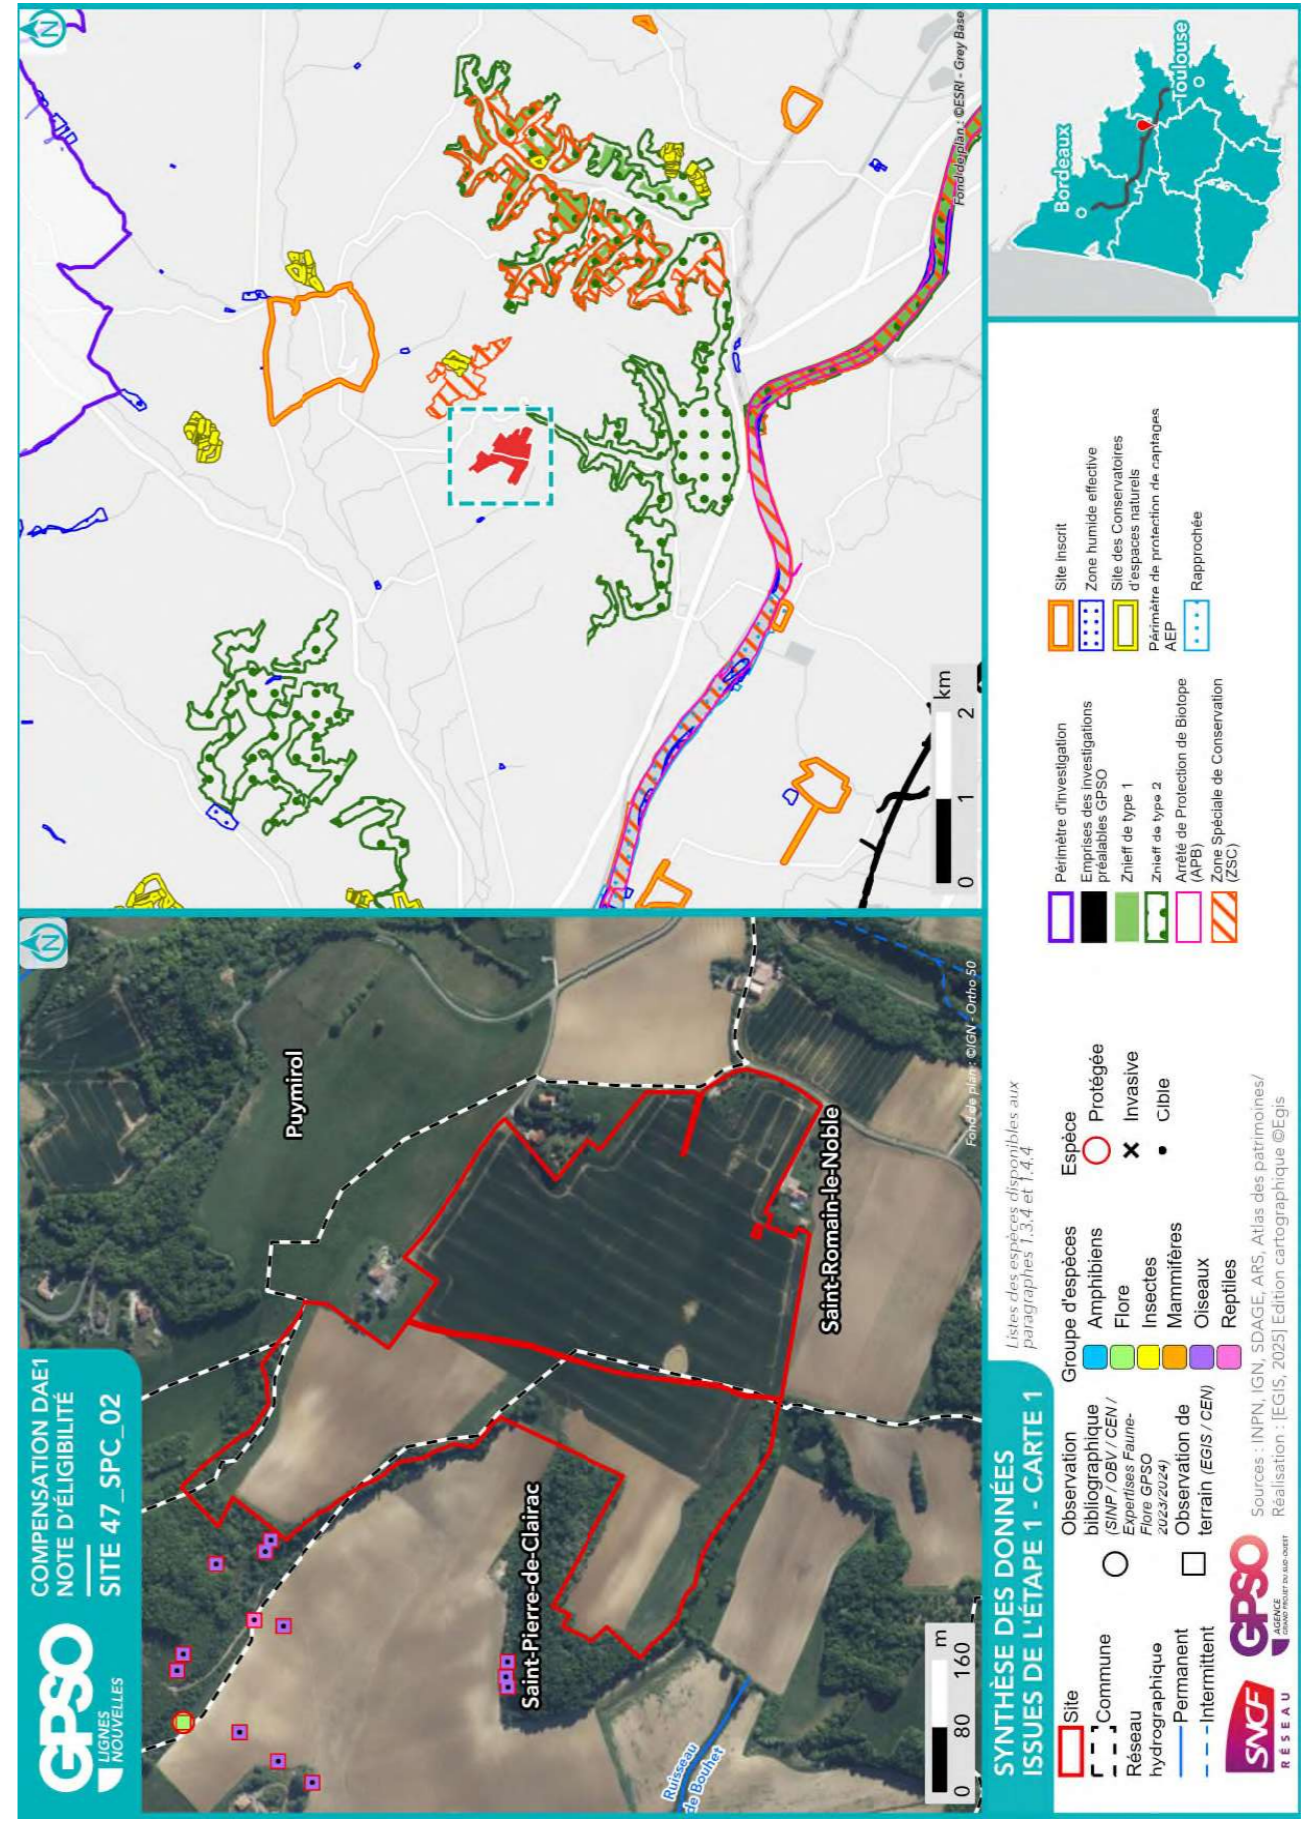 GPSO
LIGNES
NOUVELLES
COMPENSATION DAE1
NOTE D'ÉLIGIBILITÉ
SITE 47_SPC_02
N
Puymirol
Saint-Pierre-de-Clairac
Saint-Romain-le-Noble
Ruisseau
de Bouhet
0 80 160 m
Fond de plan : ©IGN - Ortho 50
N
0 1 2 km
Fond de plan : ©ESRI - Grey Base
Bordeaux
Toulouse
SYNTHÈSE DES DONNÉES
ISSUES DE L'ÉTAPE 1 - CARTE 1
Listes des espèces disponibles aux
paragraphes 1.3.4 et 1.4.4
Site
Commune
Réseau
hydrographique
Permanent
Intermittent
Observation
bibliographique
(SINP / OBV / CEN /
Expertises Faune-
Flore GPSO
2023/2024)
Observation de
terrain (EGIS / CEN)
Groupe d'espèces
Amphibiens
Flore
Insectes
Mammifères
Oiseaux
Reptiles
Espèce
Protégée
Invasive
Cible
Périmètre d'investigation
Emprises des investigations
préalables GPSO
Znieff de type 1
Znieff de type 2
Arrêté de Protection de Biotope
(APB)
Zone Spéciale de Conservation
(ZSC)
Site inscrit
Zone humide effective
Site des Conservatoires
d'espaces naturels
Périmètre de protection de captages
AEP
Rapprochée
SNCF
RÉSEAU
GPSO
AGENCE
GRAND PROJET DU SUD-OUEST
Sources : INPN, IGN, SDAGE, ARS, Atlas des patrimoines/
Réalisation : [EGIS, 2025] Edition cartographique ©Egis